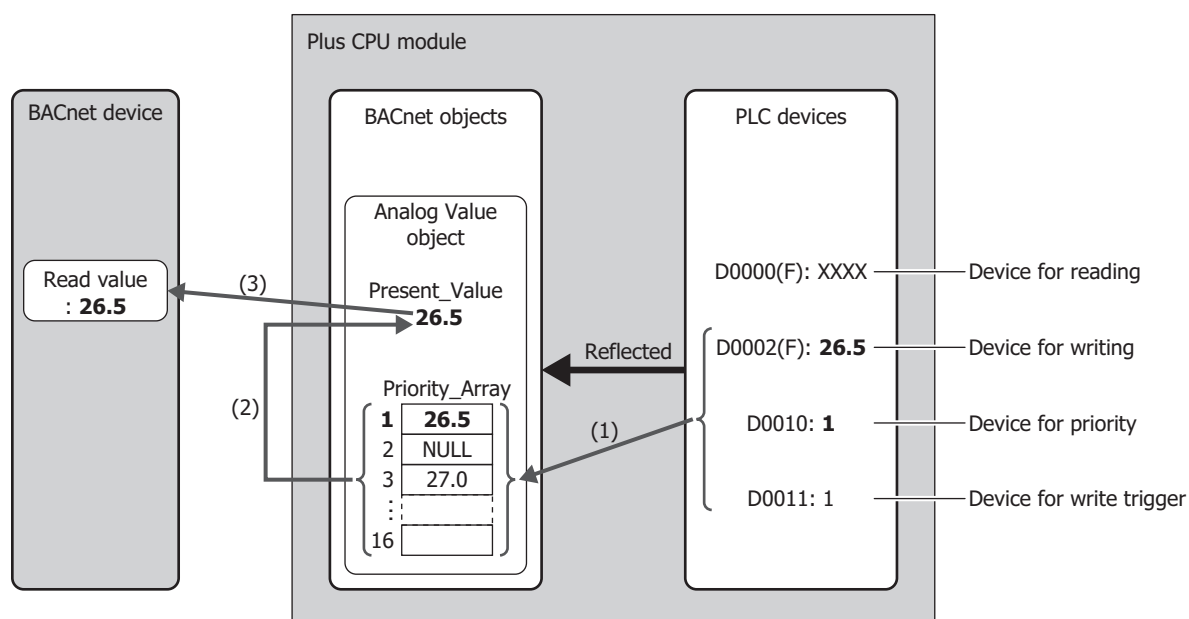 Plus CPU module
BACnet device
BACnet objects
PLC devices
Analog Value
object
Read value
: 26.5
(3)
Present_Value
26.5
D0000(F): XXXX
Device for reading
Reflected
D0002(F): 26.5
Device for writing
Priority_Array
(2)
1 26.5
2 NULL
3 27.0
:
16
(1)
D0010: 1
Device for priority
D0011: 1
Device for write trigger